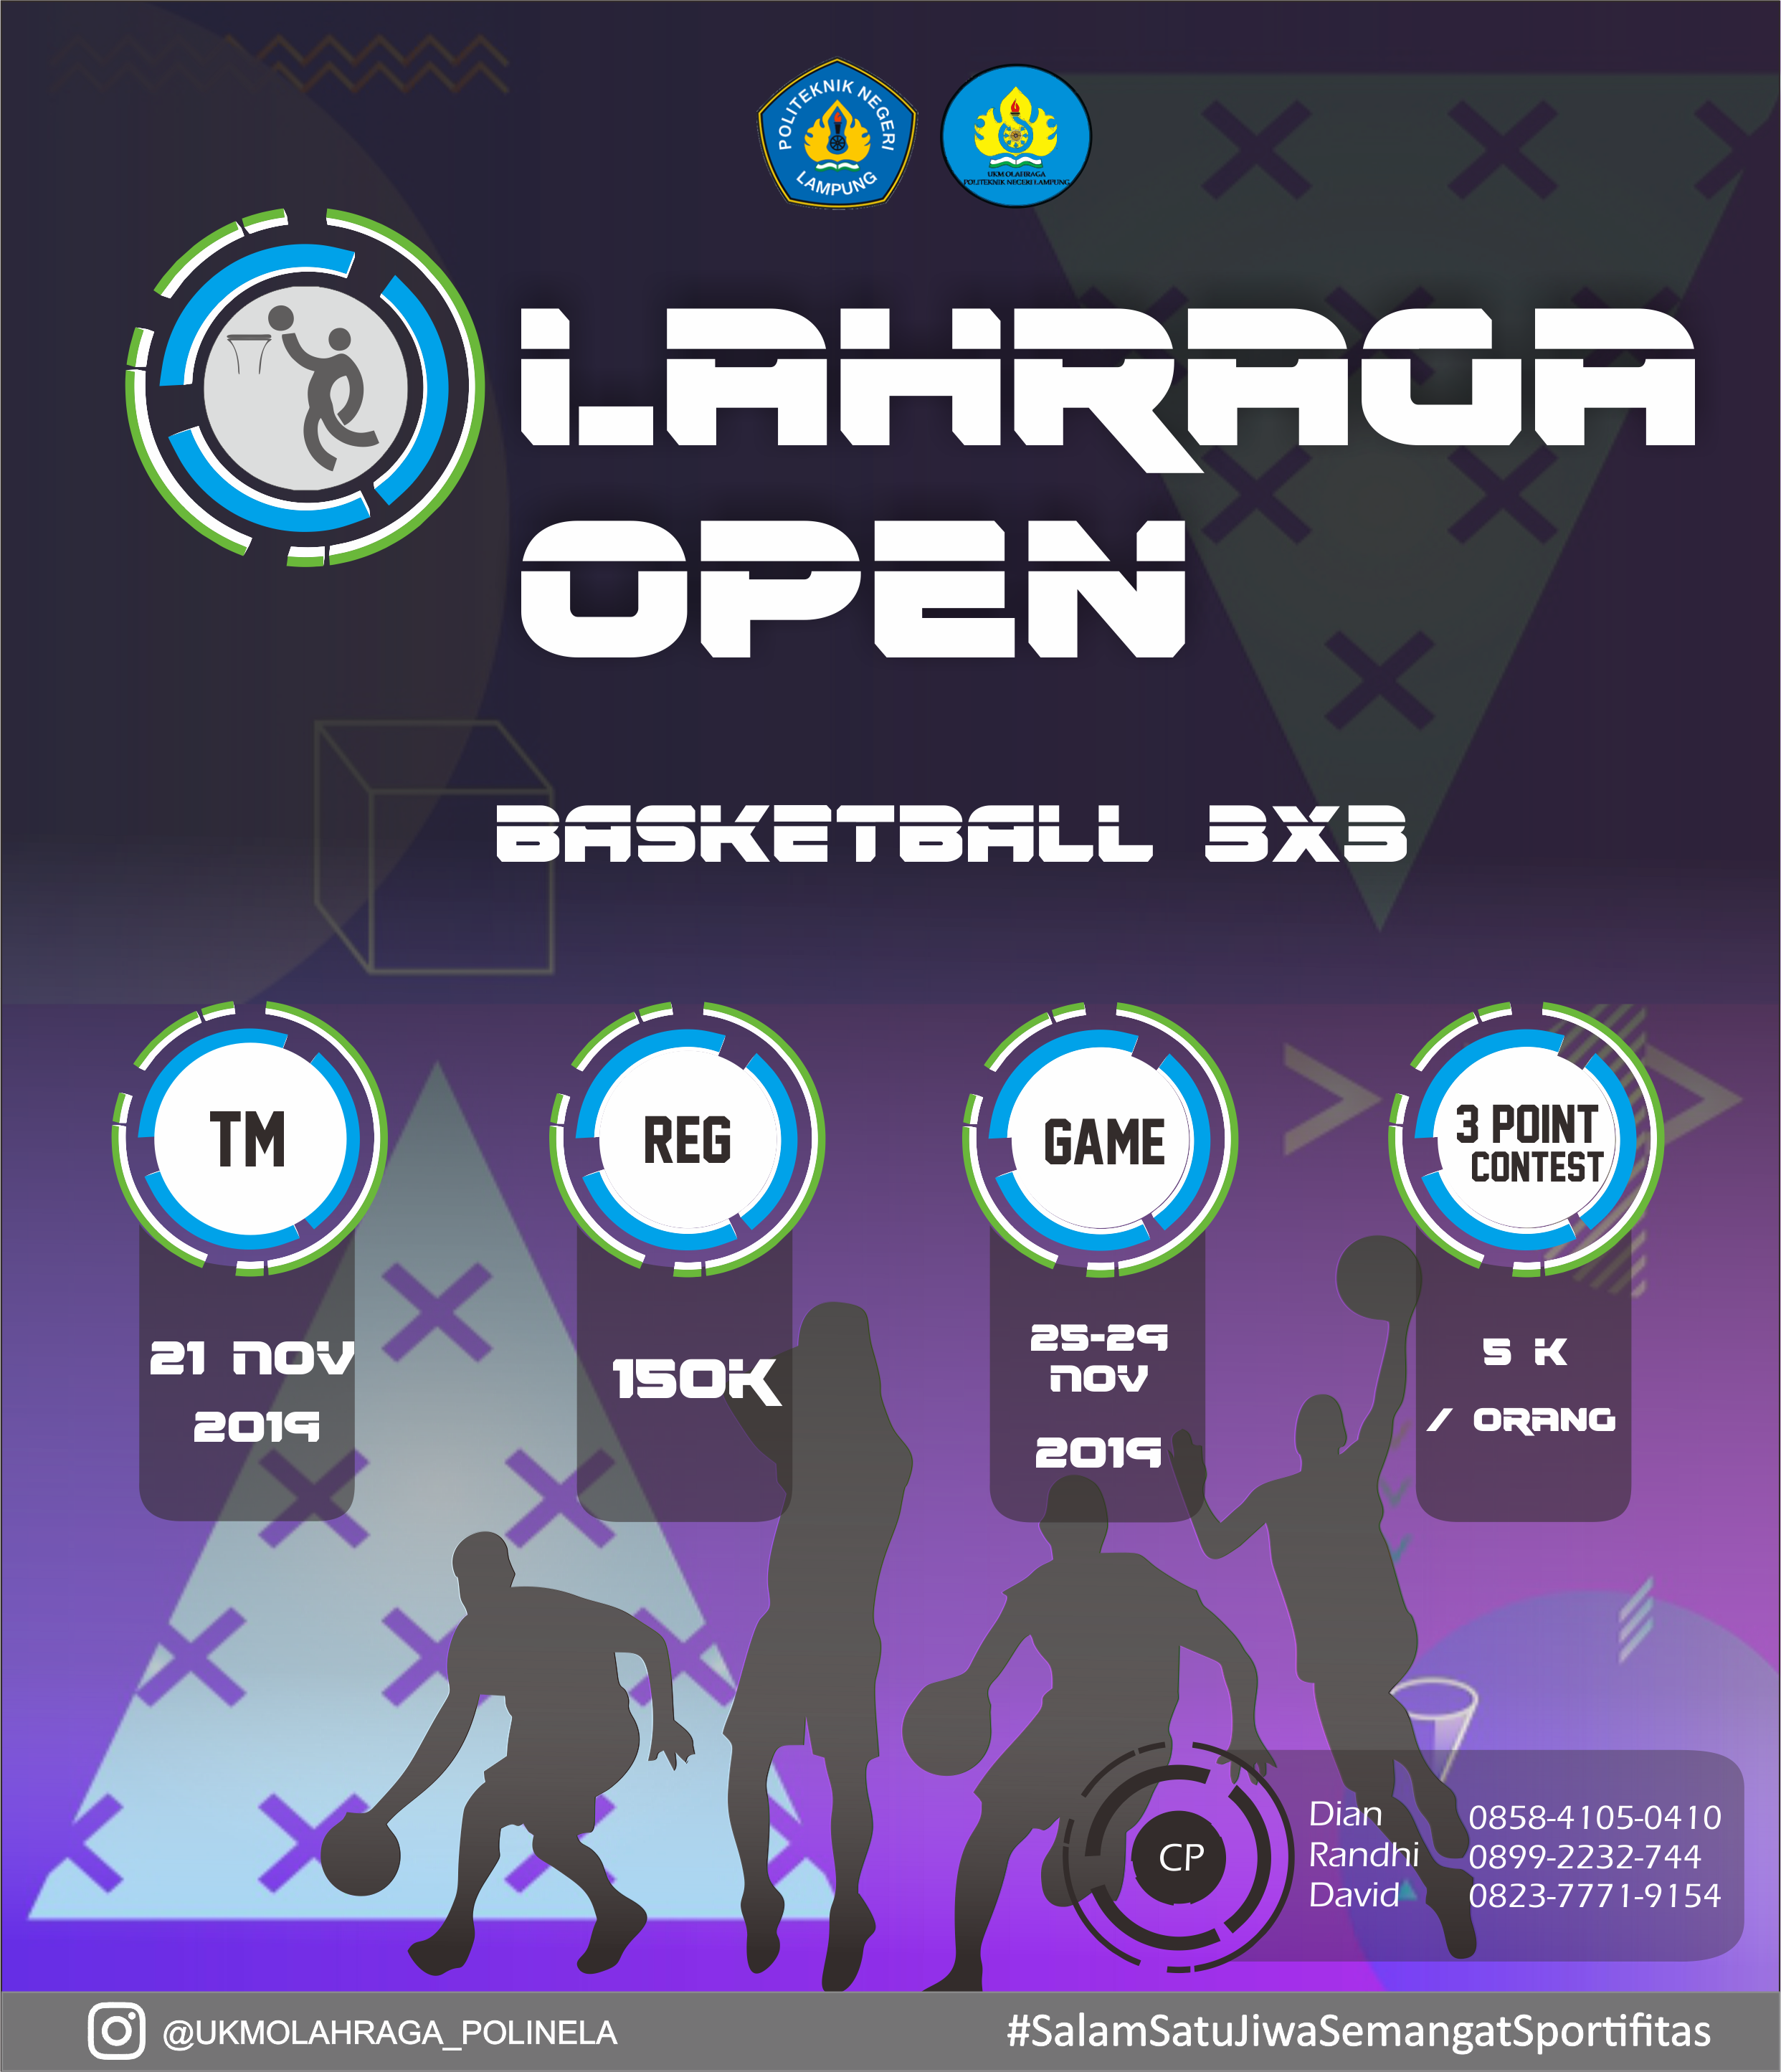 POLITEKNIK NEGERI
LAMPUNG
UKM OLAHRAGA
POLITEKNIK NEGERI LAMPUNG
LAHRAGA
OPEN
BASKETBALL 3X3
TM
21 NOV
2019
REG
150K
GAME
25-29
NOV
2019
3 POINT
CONTEST
5 K
/ ORANG
CP
Dian 0858-4105-0410
Randhi 0899-2232-744
David 0823-7771-9154
@UKMOLAHRAGA_POLINELA
#SalamSatuJiwaSemangatSportifitas